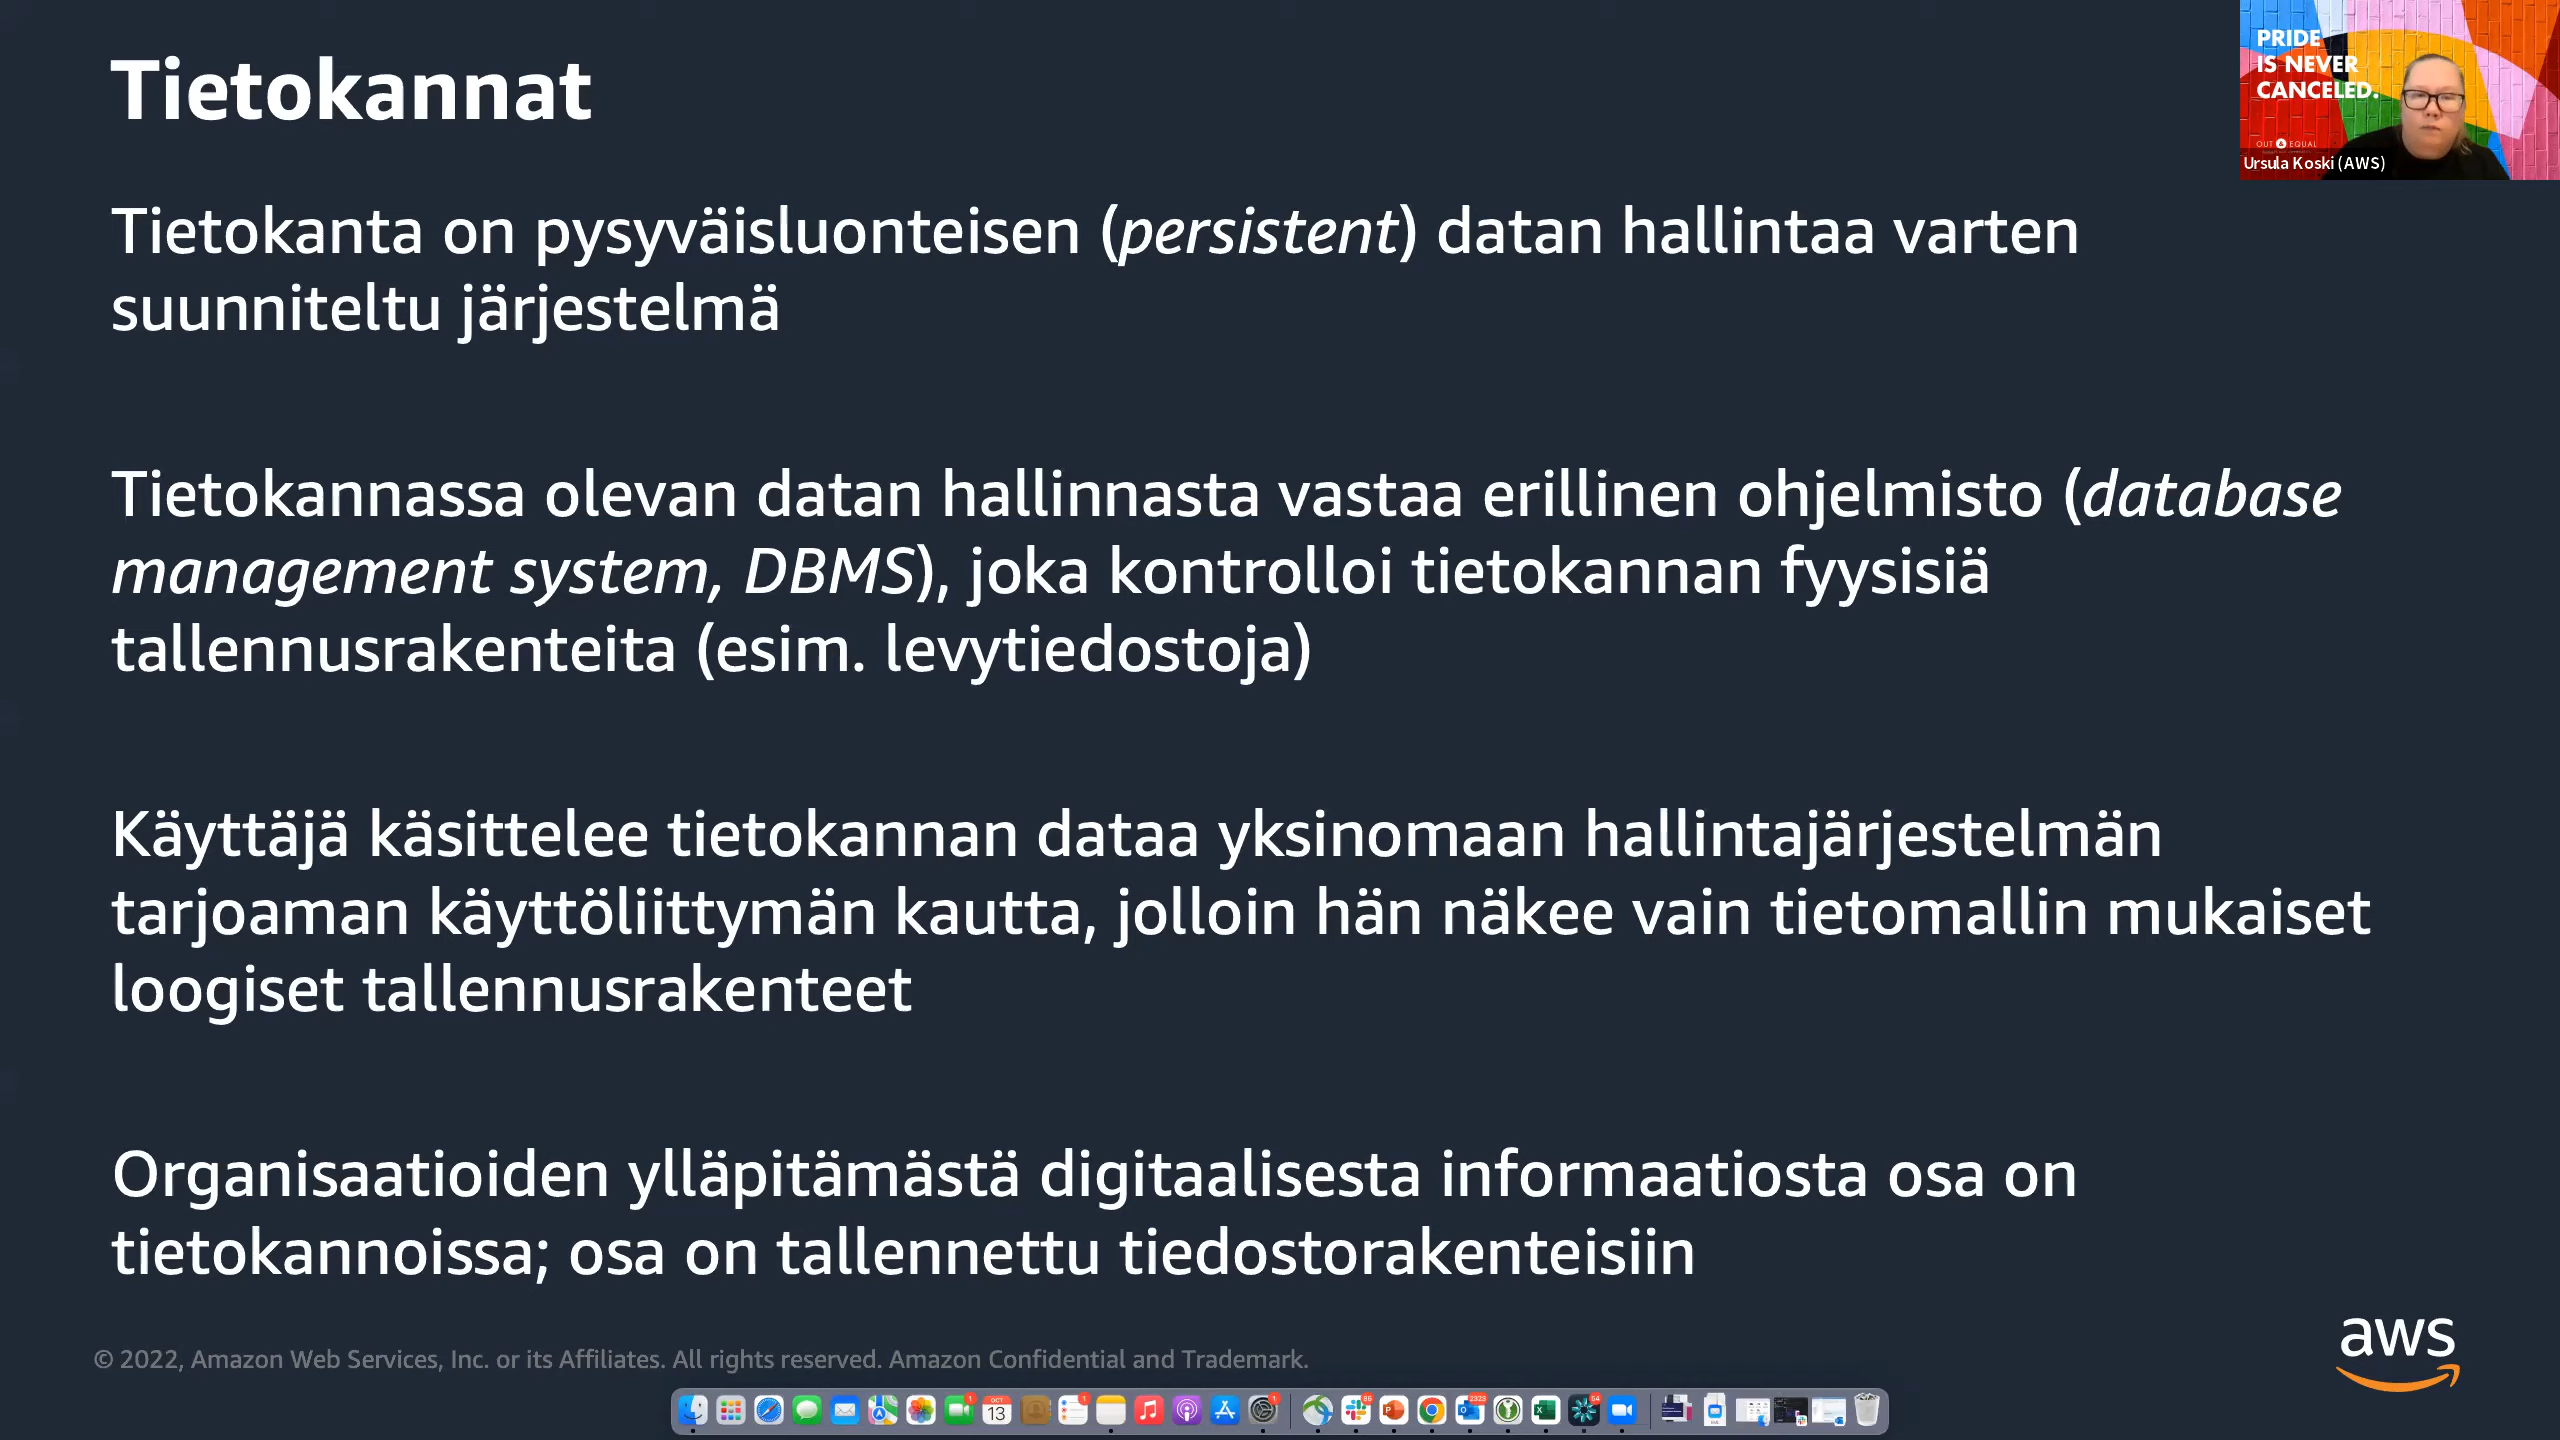 Tietokannat
PRIDE
IS NEVER
CANCELED.
OUT & EQUAL
Ursula Koski (AWS)
Tietokanta on pysyväisluonteisen (persistent) datan hallintaa varten
suunniteltu järjestelmä
Tietokannassa olevan datan hallinnasta vastaa erillinen ohjelmisto (database
management system, DBMS), joka kontrolloi tietokannan fyysisiä
tallennusrakenteita (esim. levytiedostoja)
Käyttäjä käsittelee tietokannan dataa yksinomaan hallintajärjestelmän
tarjoaman käyttöliittymän kautta, jolloin hän näkee vain tietomallin mukaiset
loogiset tallennusrakenteet
Organisaatioiden ylläpitämästä digitaalisesta informaatiosta osa on
tietokannoissa; osa on tallennettu tiedostorakenteisiin
© 2022, Amazon Web Services, Inc. or its Affiliates. All rights reserved. Amazon Confidential and Trademark.
aws
OCT
13